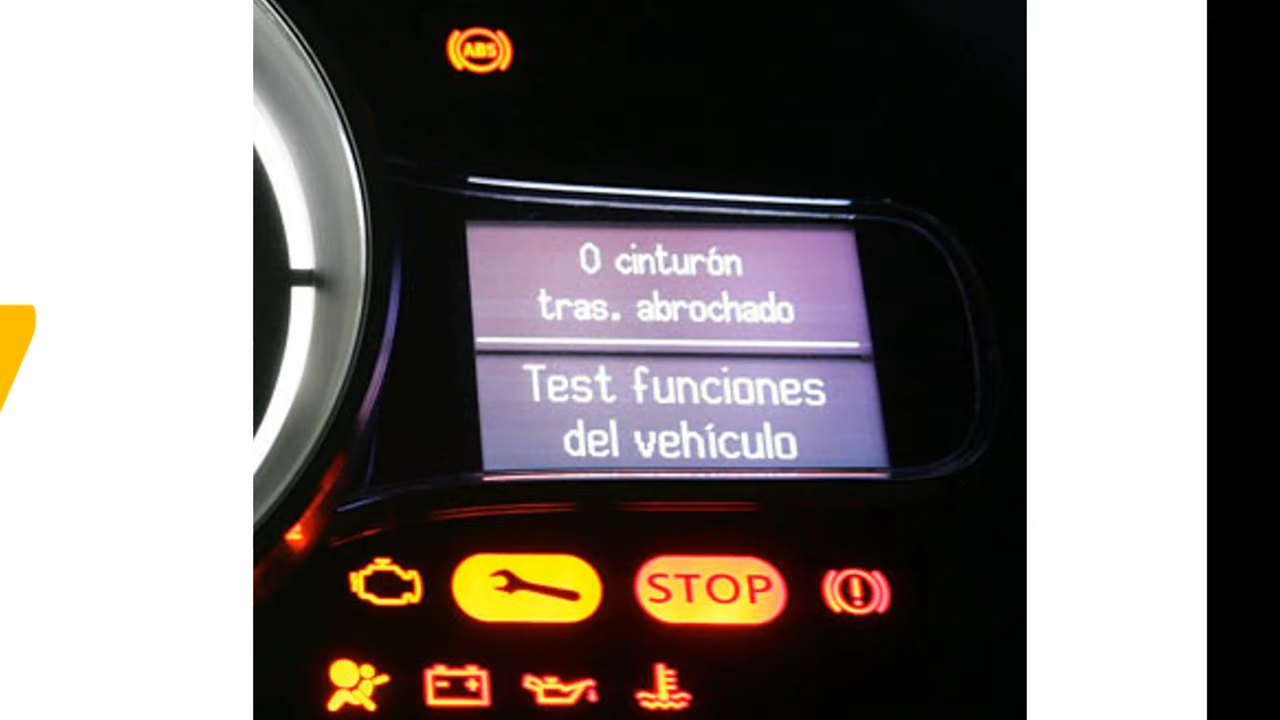 ABS
0 cinturón
tras. abrochado
Test funciones
del vehículo
STOP